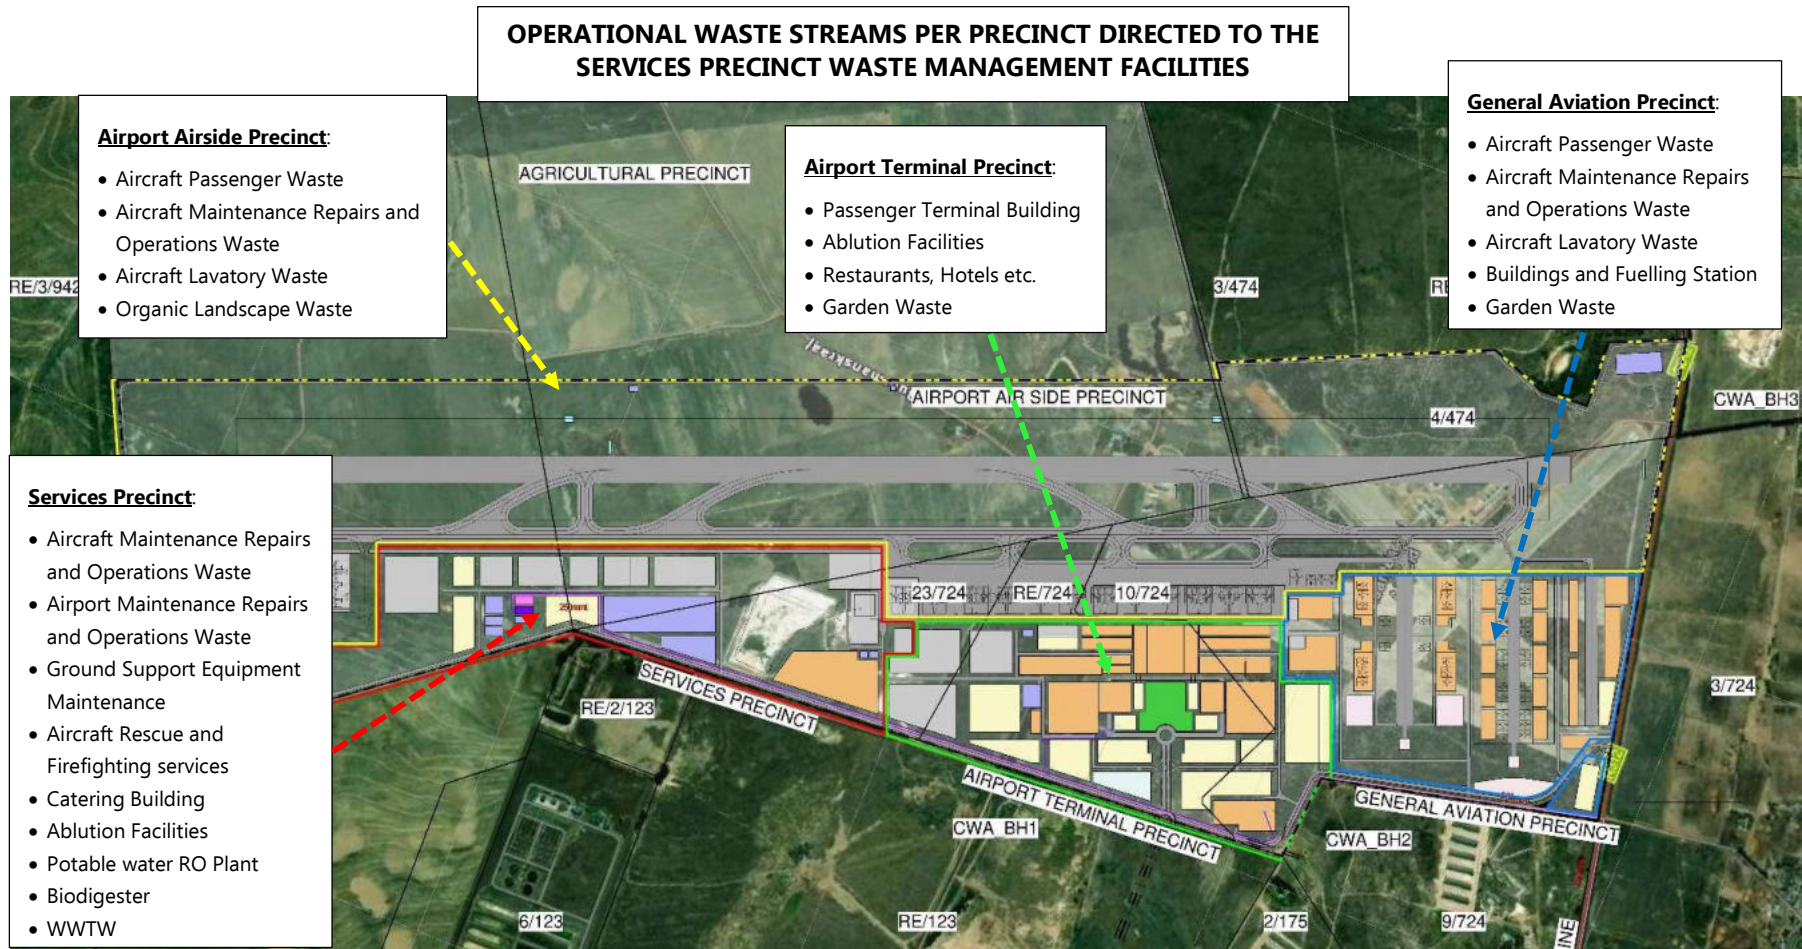 OPERATIONAL WASTE STREAMS PER PRECINCT DIRECTED TO THE
SERVICES PRECINCT WASTE MANAGEMENT FACILITIES
Airport Airside Precinct:
• Aircraft Passenger Waste
• Aircraft Maintenance Repairs and
Operations Waste
• Aircraft Lavatory Waste
• Organic Landscape Waste
Airport Terminal Precinct:
• Passenger Terminal Building
• Ablution Facilities
• Restaurants, Hotels etc.
• Garden Waste
General Aviation Precinct:
• Aircraft Passenger Waste
• Aircraft Maintenance Repairs
and Operations Waste
• Aircraft Lavatory Waste
• Buildings and Fuelling Station
• Garden Waste
Services Precinct:
• Aircraft Maintenance Repairs
and Operations Waste
• Airport Maintenance Repairs
and Operations Waste
• Ground Support Equipment
Maintenance
• Aircraft Rescue and
Firefighting services
• Catering Building
• Ablution Facilities
• Potable water RO Plant
• Biodigester
• WWTW
AGRICULTURAL PRECINCT
RE/3/942
3/474
AIRPORT AIR SIDE PRECINCT
4/474
CWA_BH3
23/724
RE/724
10/724
SERVICES PRECINCT
RE/2/123
3/724
AIRPORT TERMINAL PRECINCT
GENERAL AVIATION PRECINCT
CWA BH1
CWA_BH2
6/123
RE/123
2/175
9/724